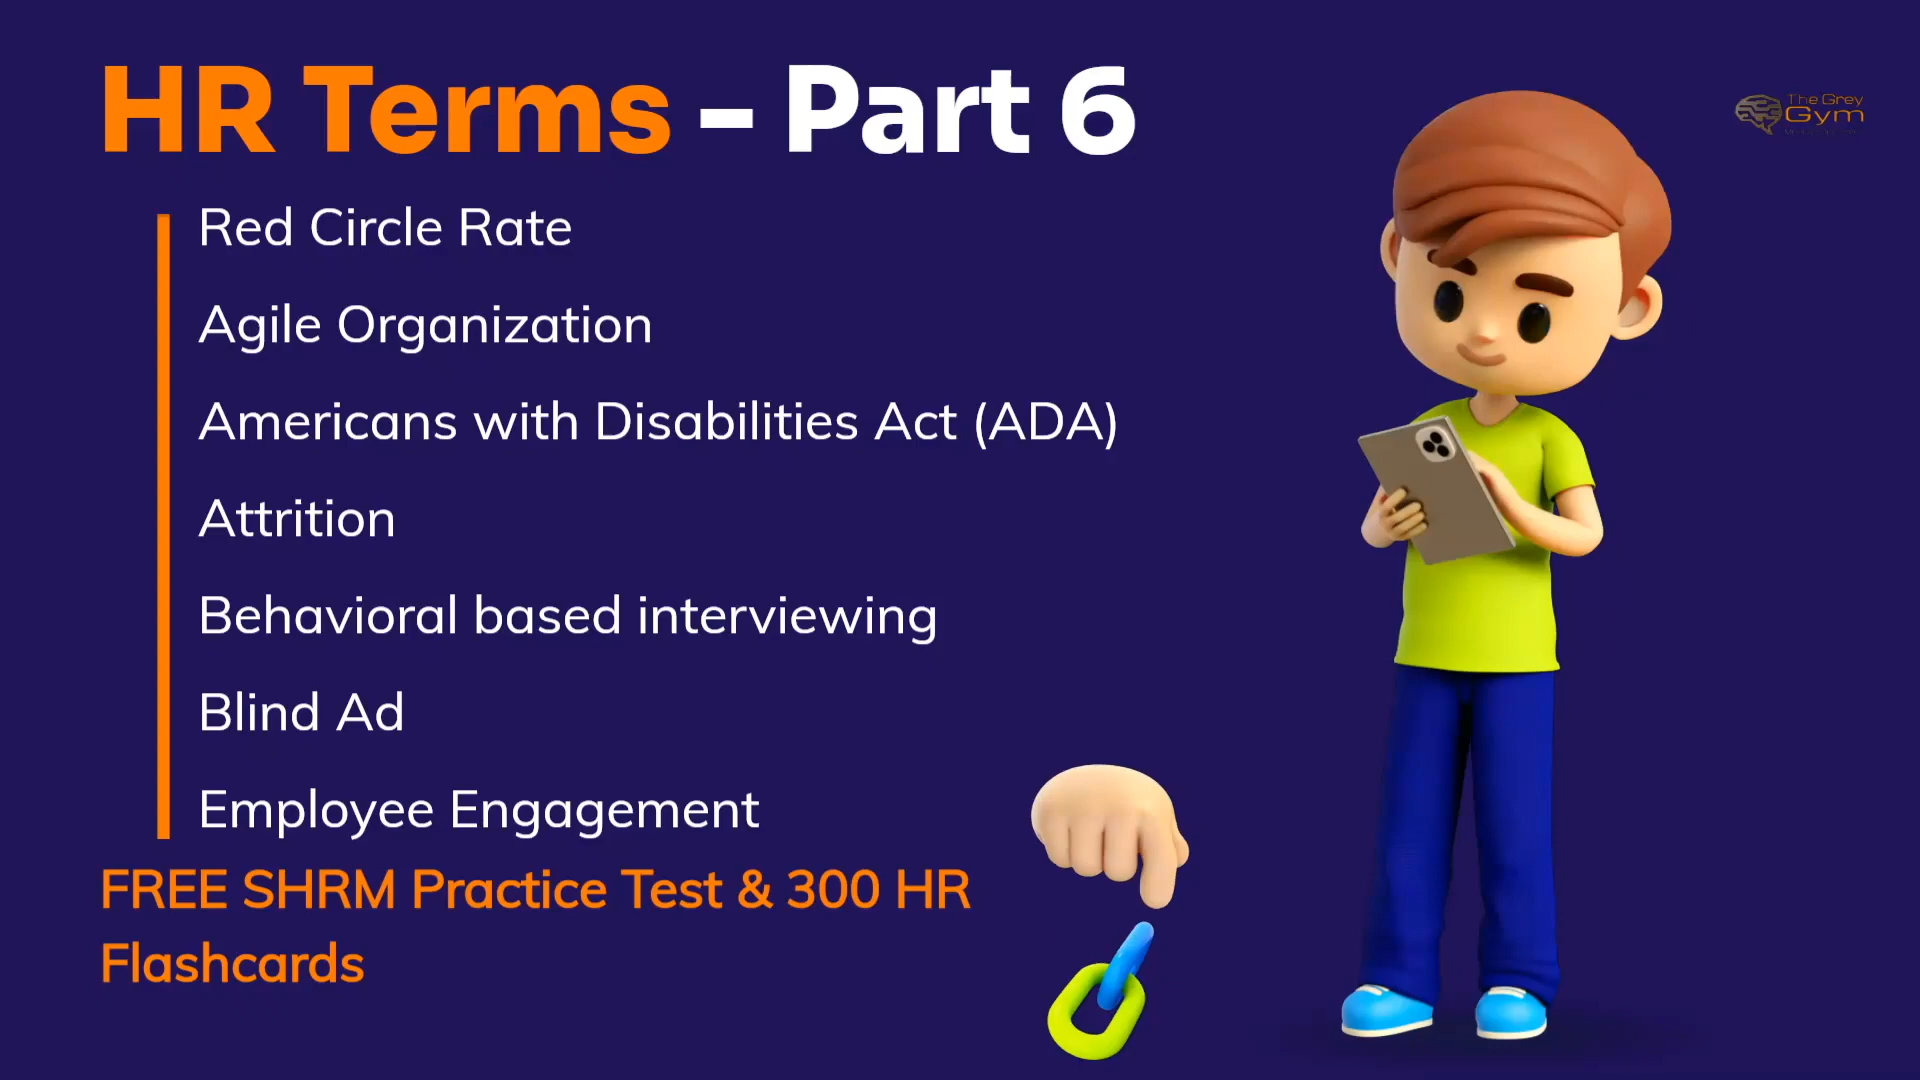 HR Terms - Part 6
The Grey
Gym
Red Circle Rate
Agile Organization
Americans with Disabilities Act (ADA)
Attrition
Behavioral based interviewing
Blind Ad
Employee Engagement
FREE SHRM Practice Test & 300 HR
Flashcards